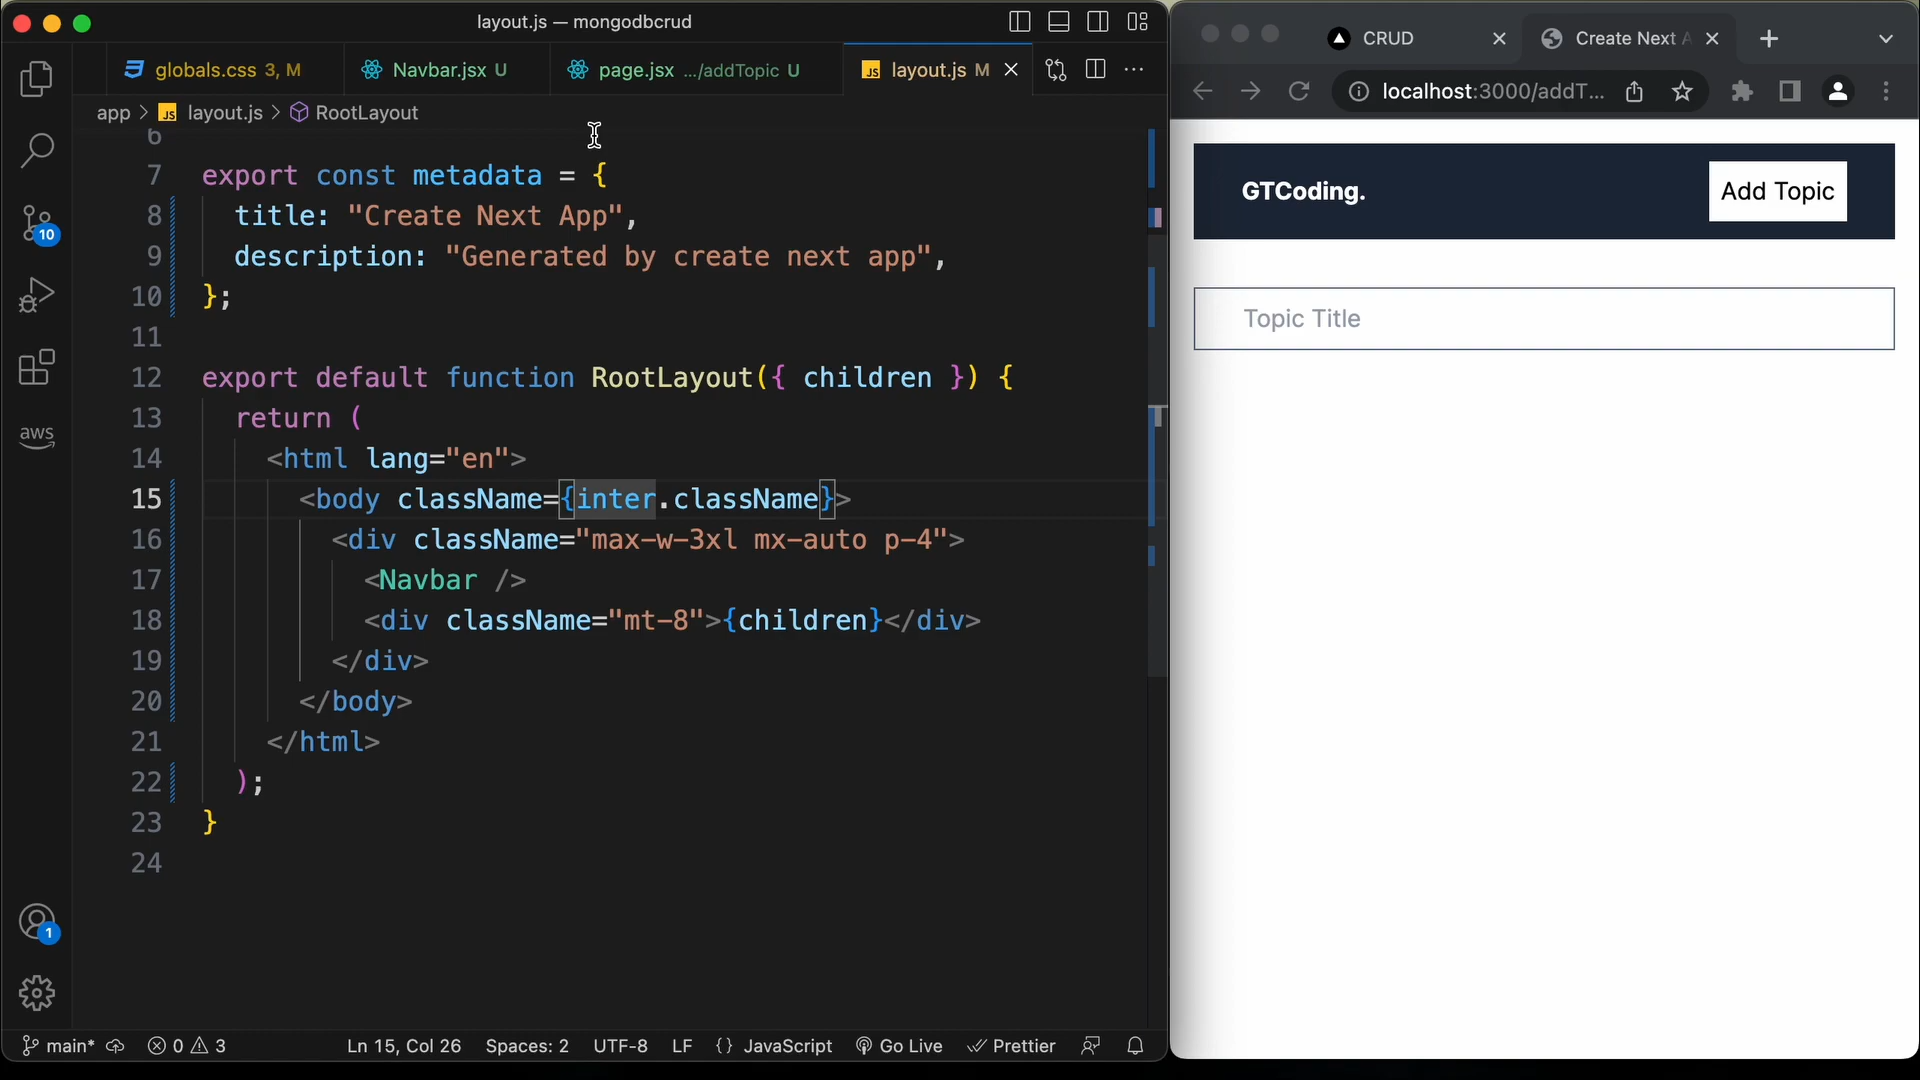 layout.js — mongodbcrud
globals.css 3, M
Navbar.jsx U
page.jsx .../addTopic U
layout.js M
app > layout.js > RootLayout
6
7 export const metadata = {
8 title: "Create Next App",
9 description: "Generated by create next app",
10 };
11
12 export default function RootLayout({ children }) {
13 return (
14 <html lang="en">
15 <body className={inter.className}>
16 <div className="max-w-3xl mx-auto p-4">
17 <Navbar />
18 <div className="mt-8">{children}</div>
19 </div>
20 </body>
21 </html>
22 );
23 }
24
10
aws
1
main* 0 3 Ln 15, Col 26 Spaces: 2 UTF-8 LF {} JavaScript Go Live Prettier
CRUD
Create Next A
localhost:3000/addT...
GTCoding.
Add Topic
Topic Title